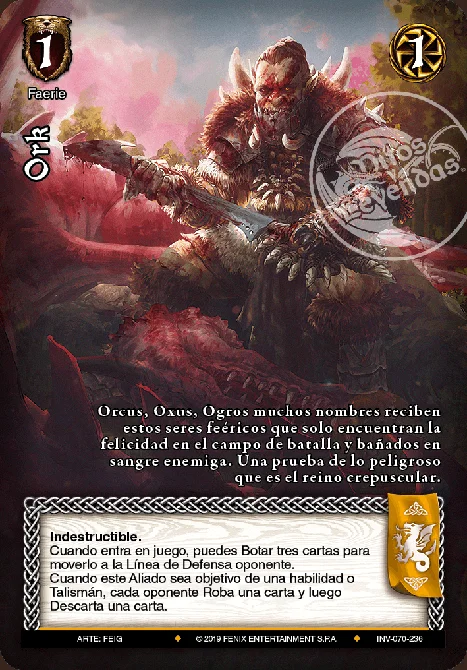 1
1
Faerie
Ork
Mitos
y
Leyendas.
Orcus, Oxus, Ogros muchos nombres reciben
estos seres feéricos que solo encuentran la
felicidad en el campo de batalla y bañados en
sangre enemiga. Una prueba de lo peligroso
que es el reino crepuscular.
Indestructible.
Cuando entra en juego, puedes Botar tres cartas para
moverlo a la Línea de Defensa oponente.
Cuando este Aliado sea objetivo de una habilidad o
Talismán, cada oponente Roba una carta y luego
Descarta una carta.
ARTE: FEIG ♦ © 2019 FENIX ENTERTAINMENT S.P.A. ♦ INV-070-236